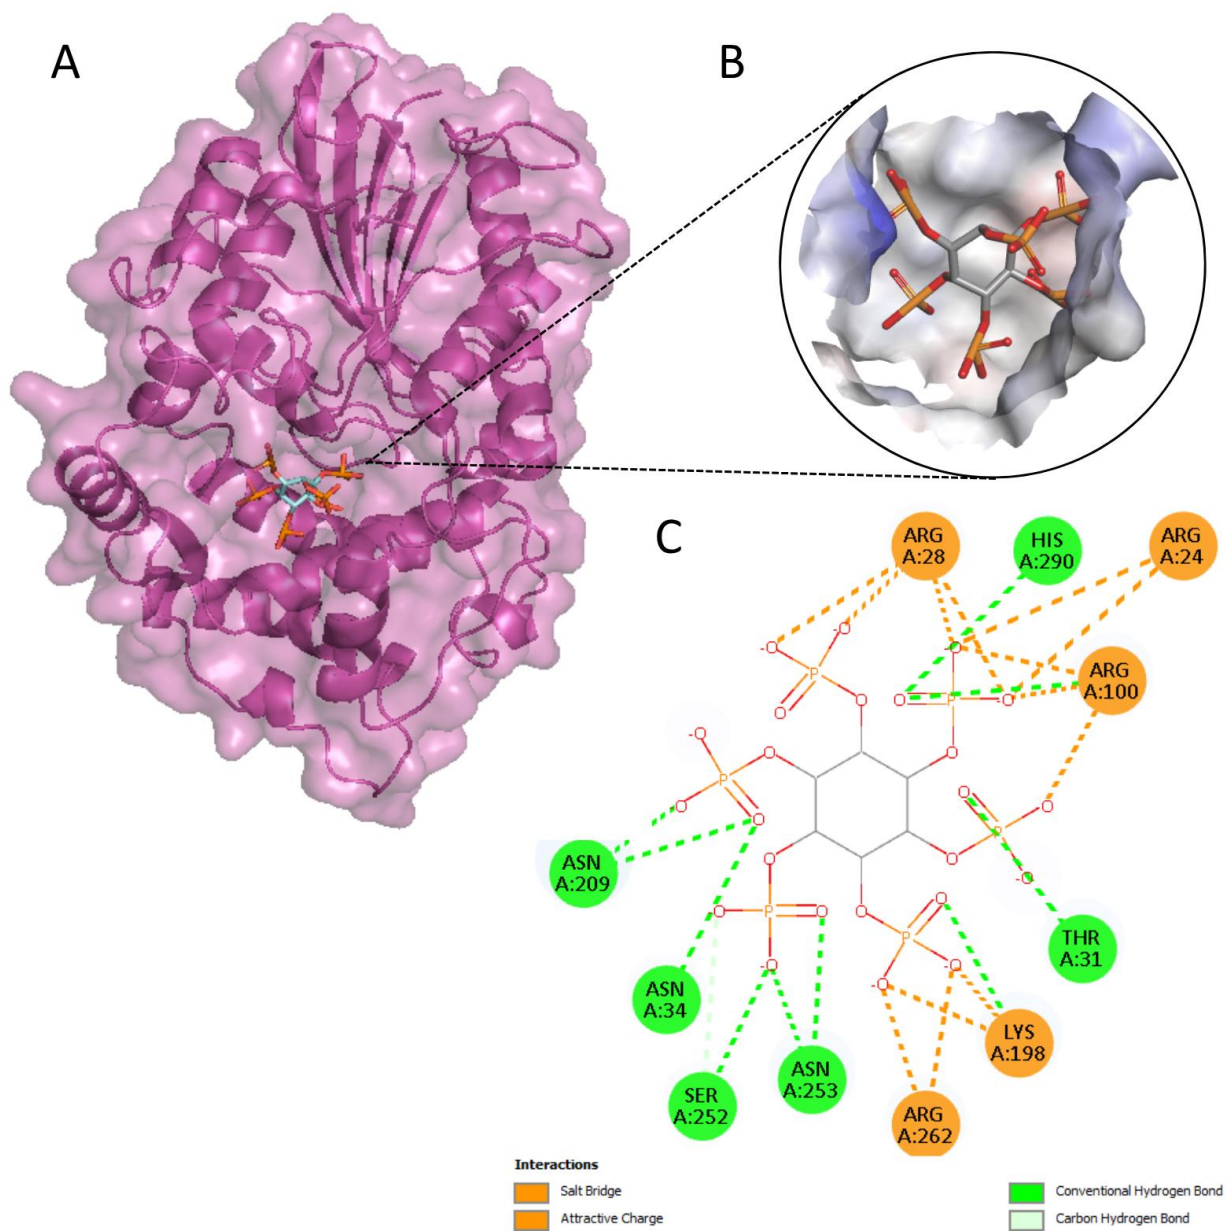 A
B
C
ARG
A:28
HIS
A:290
ARG
A:24
ARG
A:100
-O
O
-O
O
O
P
O
P
O-
O
O
-O
O
P
O
O
O
P
O
O
-O
ASN
A:209
O
-O
P
O
O
O
P
-O
-O
-O
THR
A:31
ASN
A:34
LYS
A:198
SER
A:252
ASN
A:253
ARG
A:262
Interactions
Salt Bridge
Attractive Charge
Conventional Hydrogen Bond
Carbon Hydrogen Bond